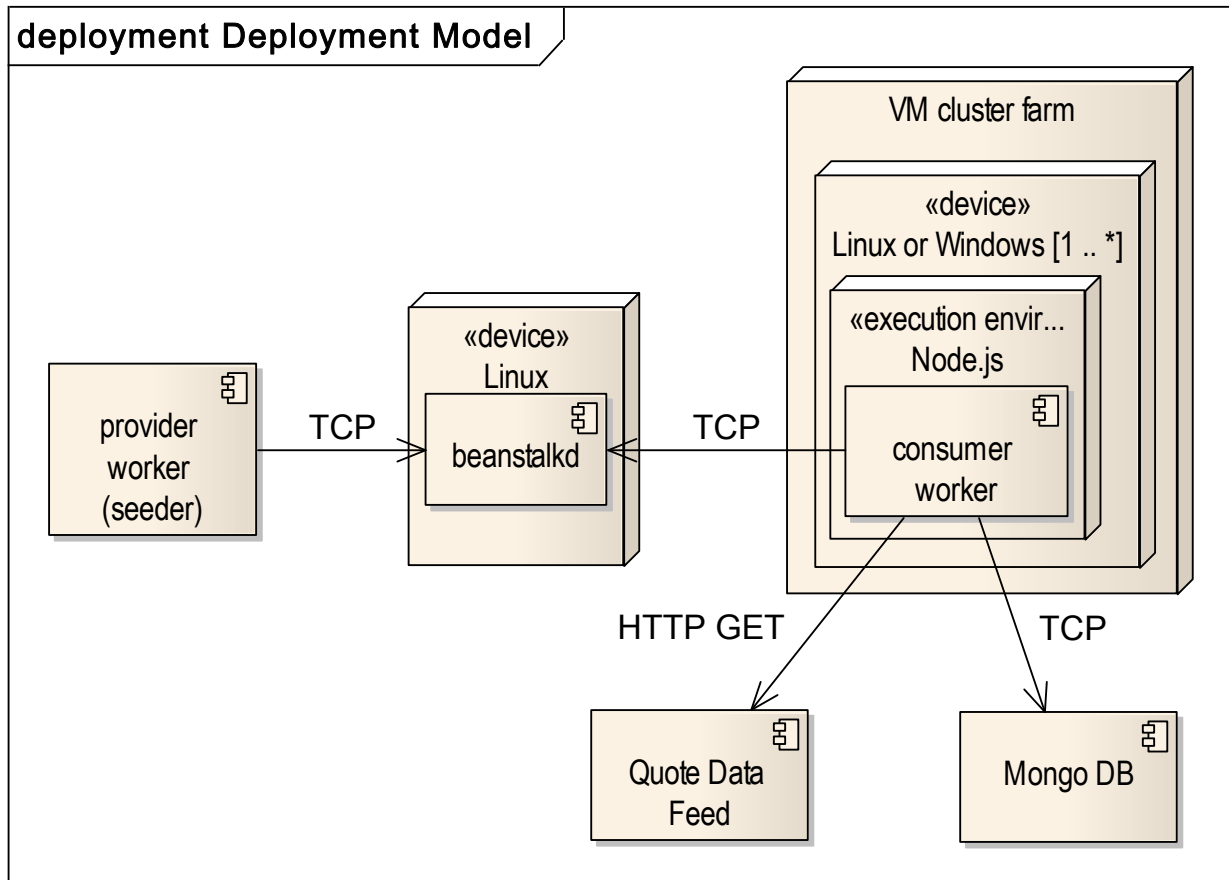 deployment Deployment Model
VM cluster farm
«device»
Linux or Windows [1 .. *]
«execution envir...
Node.js
consumer
worker
«device»
Linux
beanstalkd
provider
worker
(seeder)
TCP
TCP
HTTP GET
TCP
Quote Data
Feed
Mongo DB